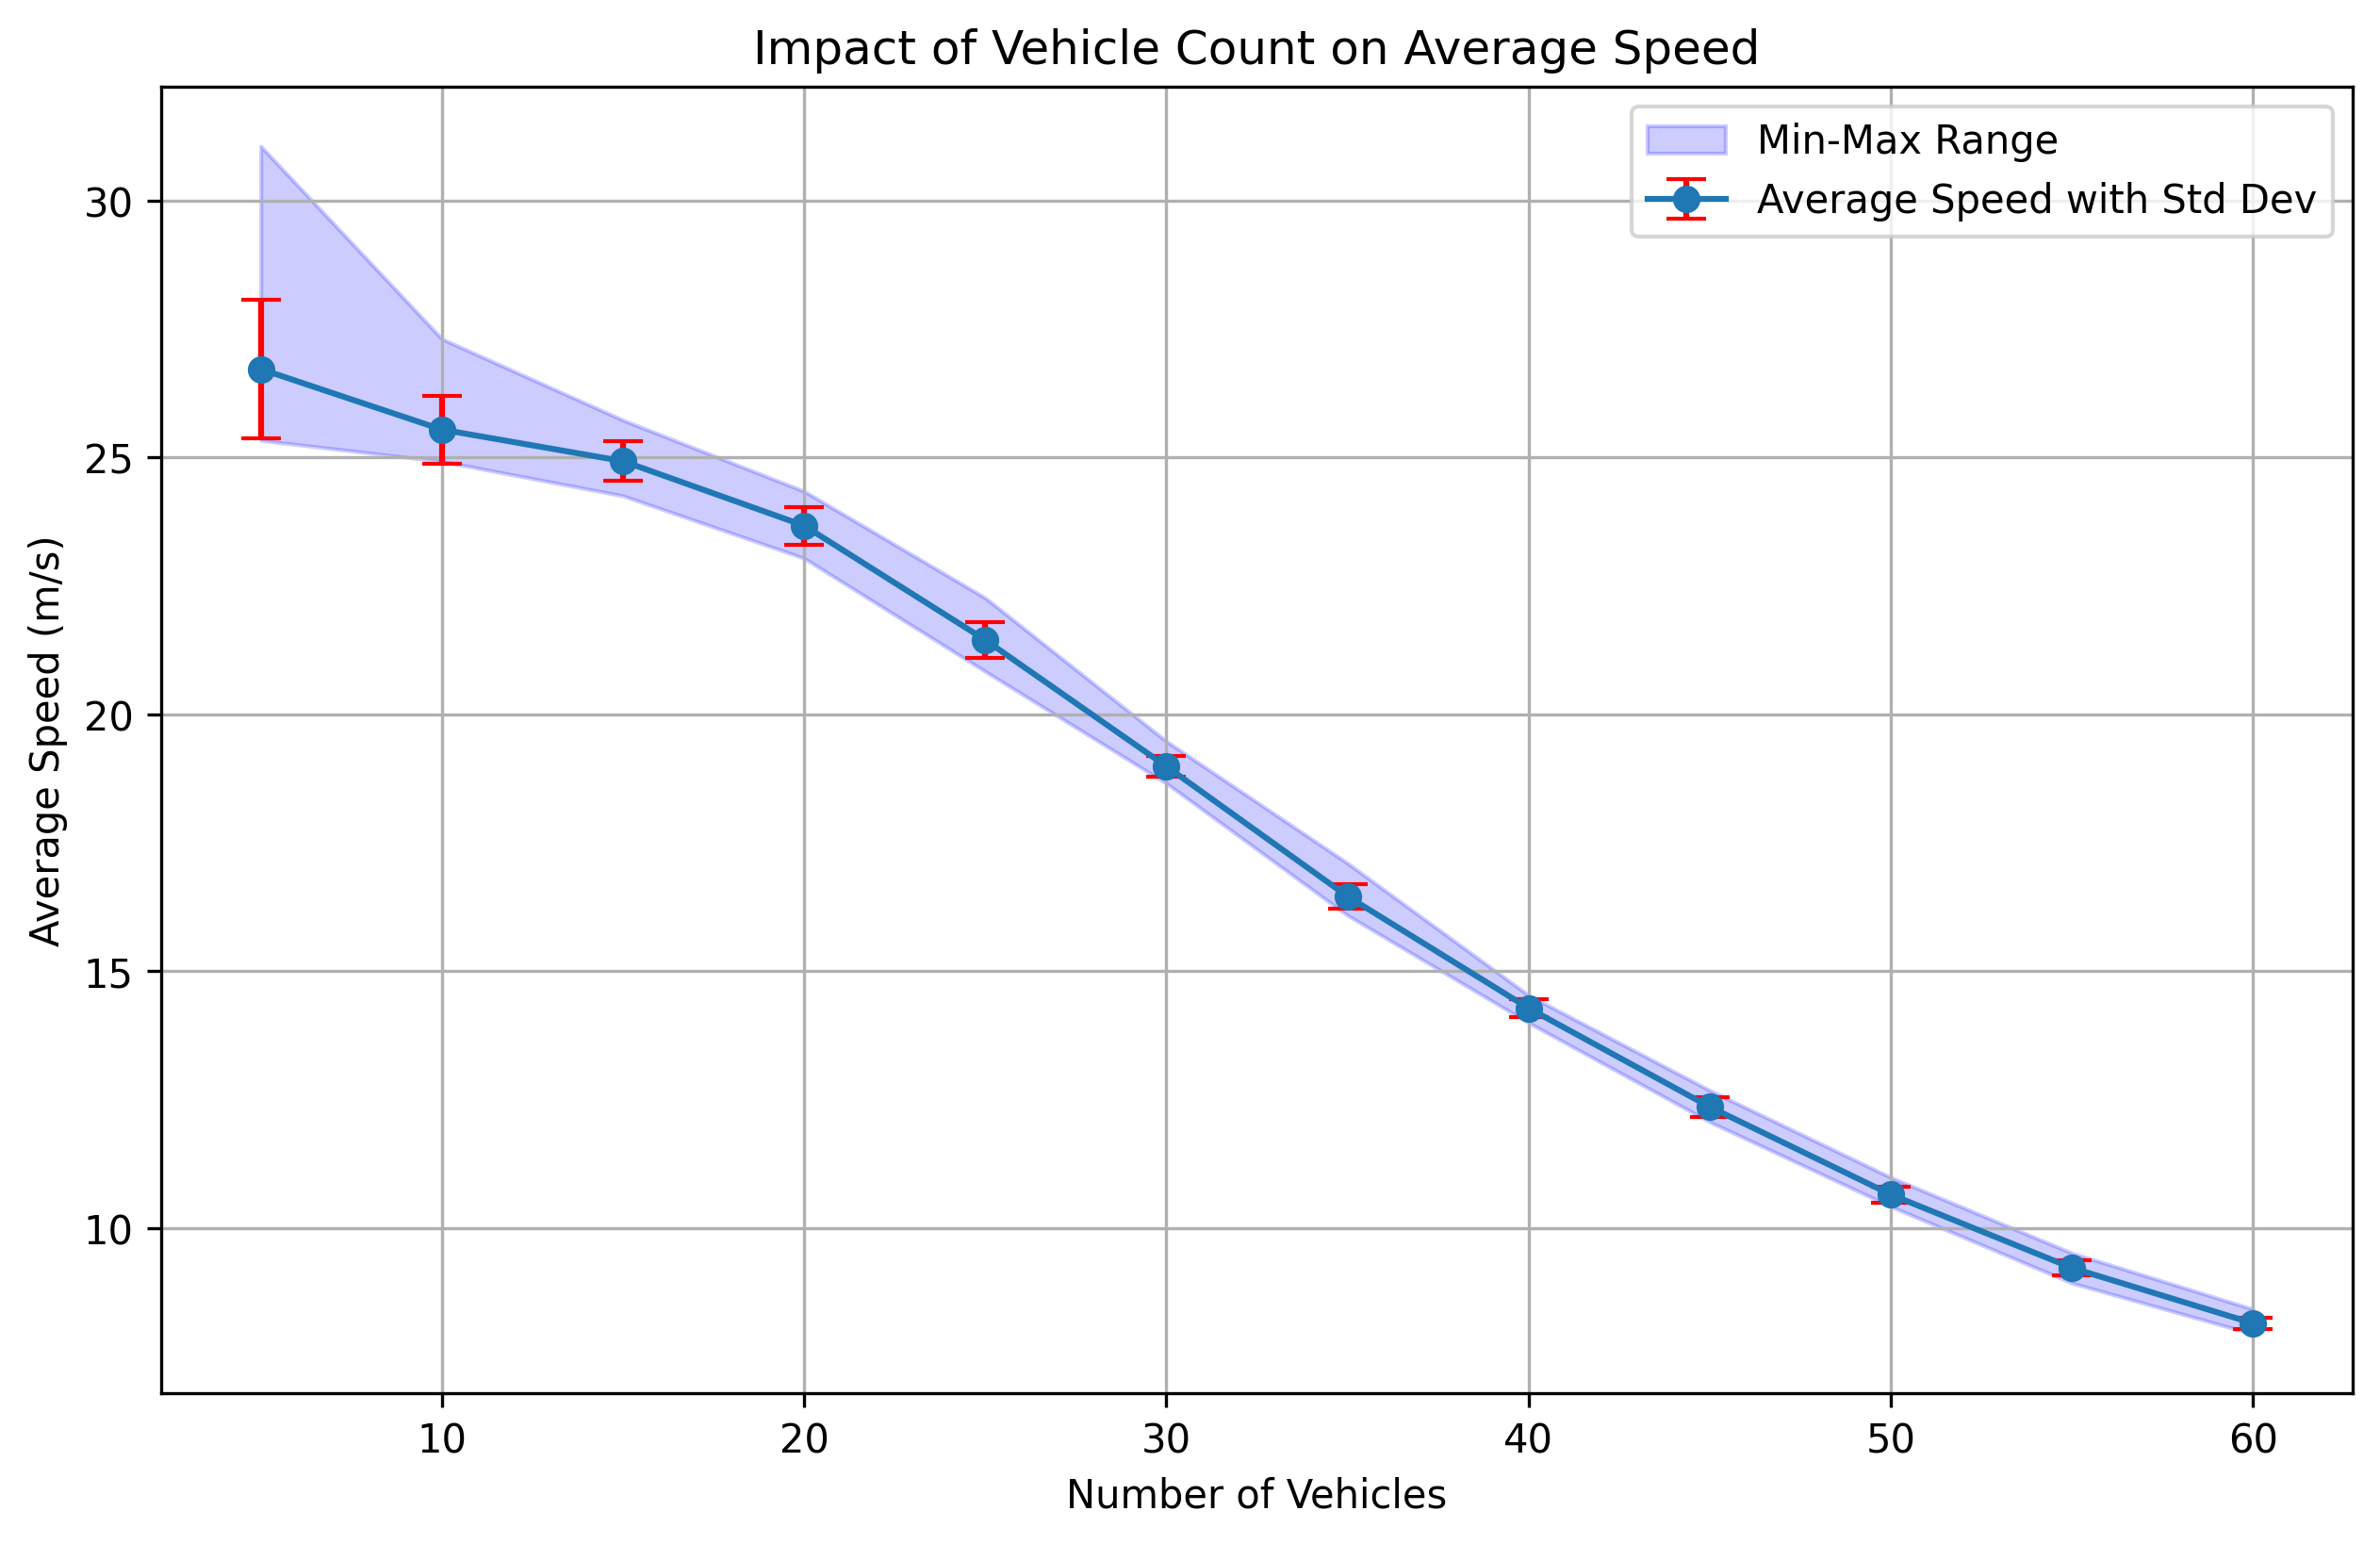 Impact of Vehicle Count on Average Speed
Min-Max Range
Average Speed with Std Dev
Average Speed (m/s)
30
25
20
15
10
10 20 30 40 50 60
Number of Vehicles